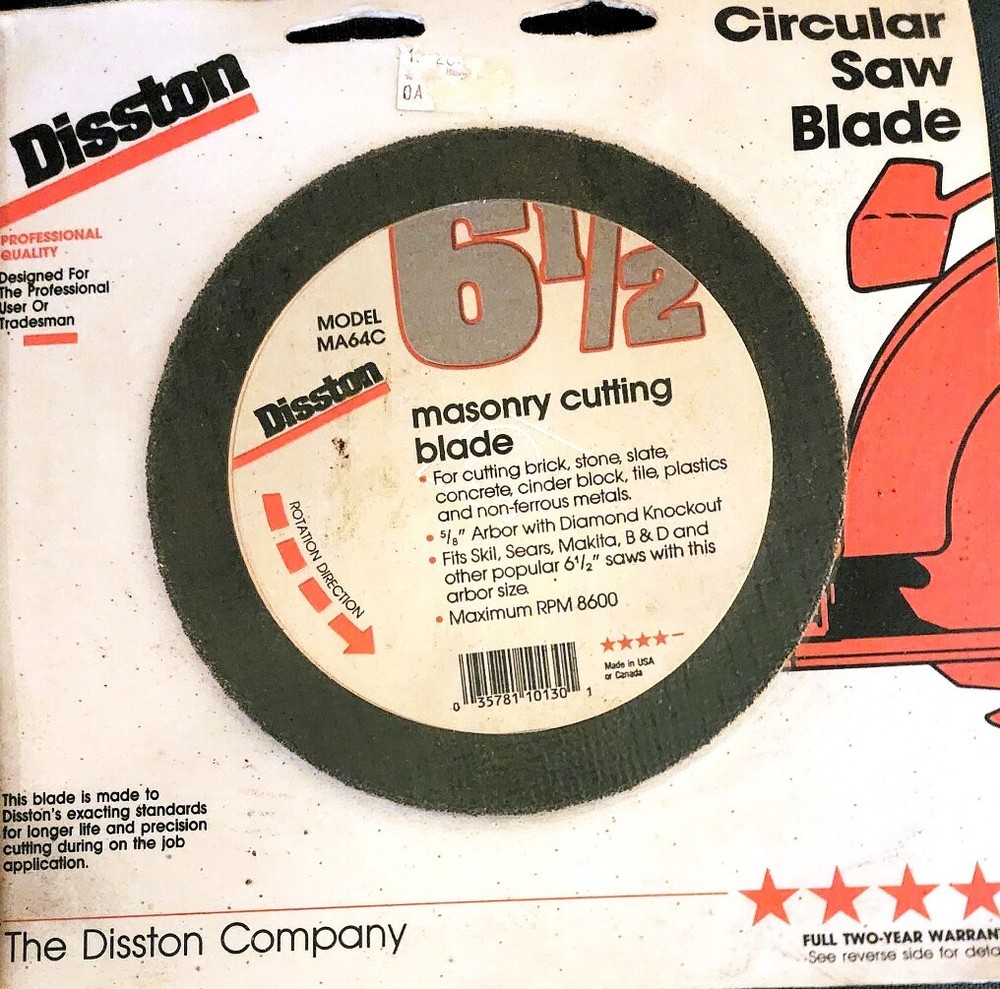 Circular
Saw
Blade
Disston
PROFESSIONAL
QUALITY
Designed For
The Professional
User Or
Tradesman
0A
6 1/2
MODEL
MA64C
Disston
masonry cutting
blade
• For cutting brick, stone, slate,
concrete, cinder block, tile, plastics
and non-ferrous metals.
• 5/8" Arbor with Diamond Knockout
• Fits Skil, Sears, Makita, B & D and
other popular 6 1/2" saws with this
arbor size.
• Maximum RPM 8600
ROTATION DIRECTION
Made in USA
or Canada
0 35781 10130 1
This blade is made to
Disston's exacting standards
for longer life and precision
cutting during on the job
application.
The Disston Company
FULL TWO-YEAR WARRAN
See reverse side for deta